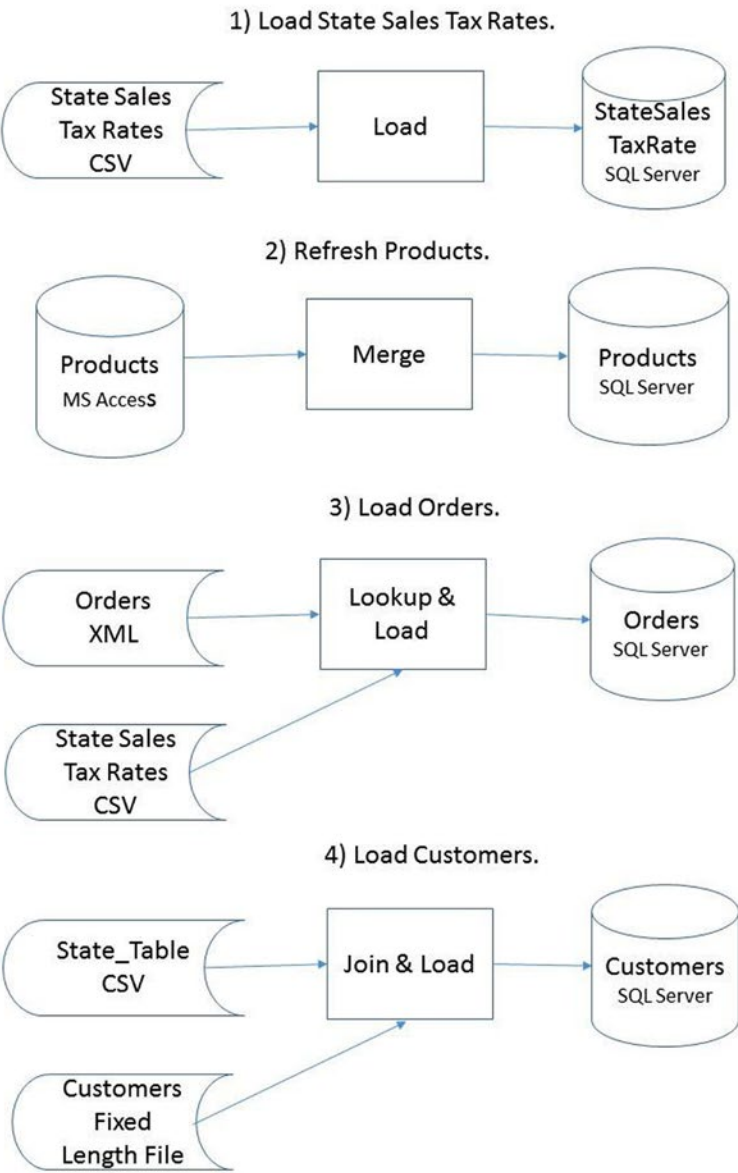 1) Load State Sales Tax Rates.
State Sales
Tax Rates
CSV
Load
StateSales
TaxRate
SQL Server
2) Refresh Products.
Products
MS Access
Merge
Products
SQL Server
3) Load Orders.
Orders
XML
Lookup &
Load
Orders
SQL Server
State Sales
Tax Rates
CSV
4) Load Customers.
State_Table
CSV
Join & Load
Customers
SQL Server
Customers
Fixed
Length File